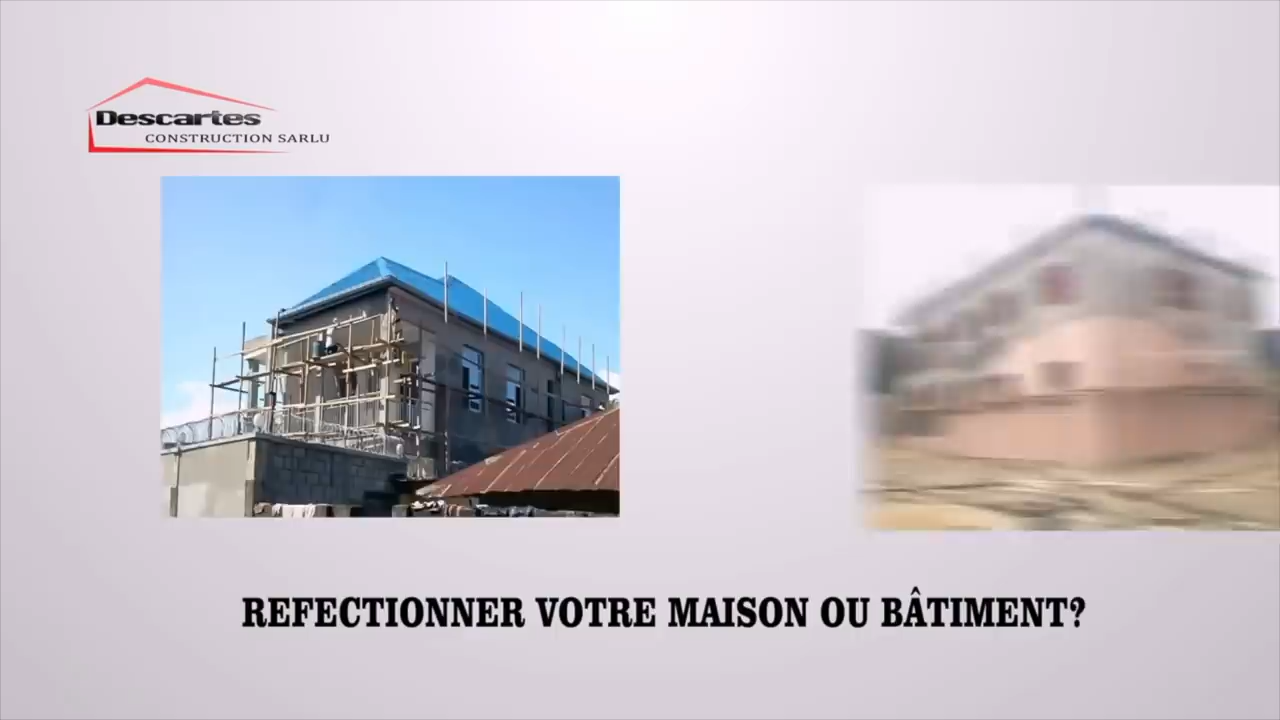 Descartes
CONSTRUCTION SARLU
REFECTIONNER VOTRE MAISON OU BÂTIMENT?